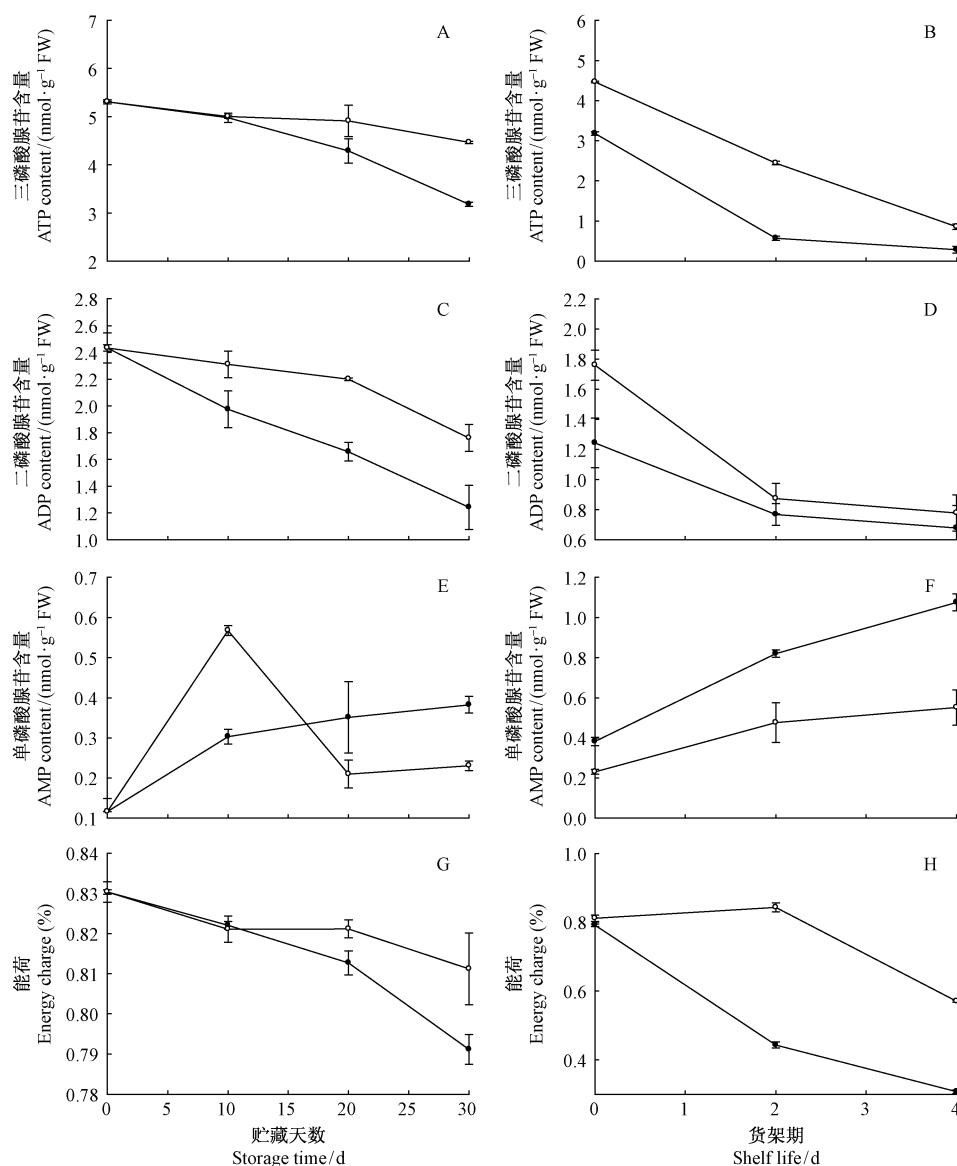 A
三磷酸腺苷含量
ATP content/(nmol·g⁻¹ FW)
7
6
5
4
3
2
B
三磷酸腺苷含量
ATP content/(nmol·g⁻¹ FW)
6
5
4
3
2
1
0
C
二磷酸腺苷含量
ADP content/(nmol·g⁻¹ FW)
2.8
2.6
2.4
2.2
2.0
1.8
1.6
1.4
1.2
1.0
D
二磷酸腺苷含量
ADP content/(nmol·g⁻¹ FW)
2.2
2.0
1.8
1.6
1.4
1.2
1.0
0.8
0.6
E
单磷酸腺苷含量
AMP content/(nmol·g⁻¹ FW)
0.7
0.6
0.5
0.4
0.3
0.2
0.1
F
单磷酸腺苷含量
AMP content/(nmol·g⁻¹ FW)
1.2
1.0
0.8
0.6
0.4
0.2
0.0
G
能荷
Energy charge (%)
0.84
0.83
0.82
0.81
0.80
0.79
0.78
0 5 10 15 20 25 30
贮藏天数
Storage time/d
H
能荷
Energy charge (%)
1.0
0.8
0.6
0.4
0 1 2 3 4
货架期
Shelf life/d